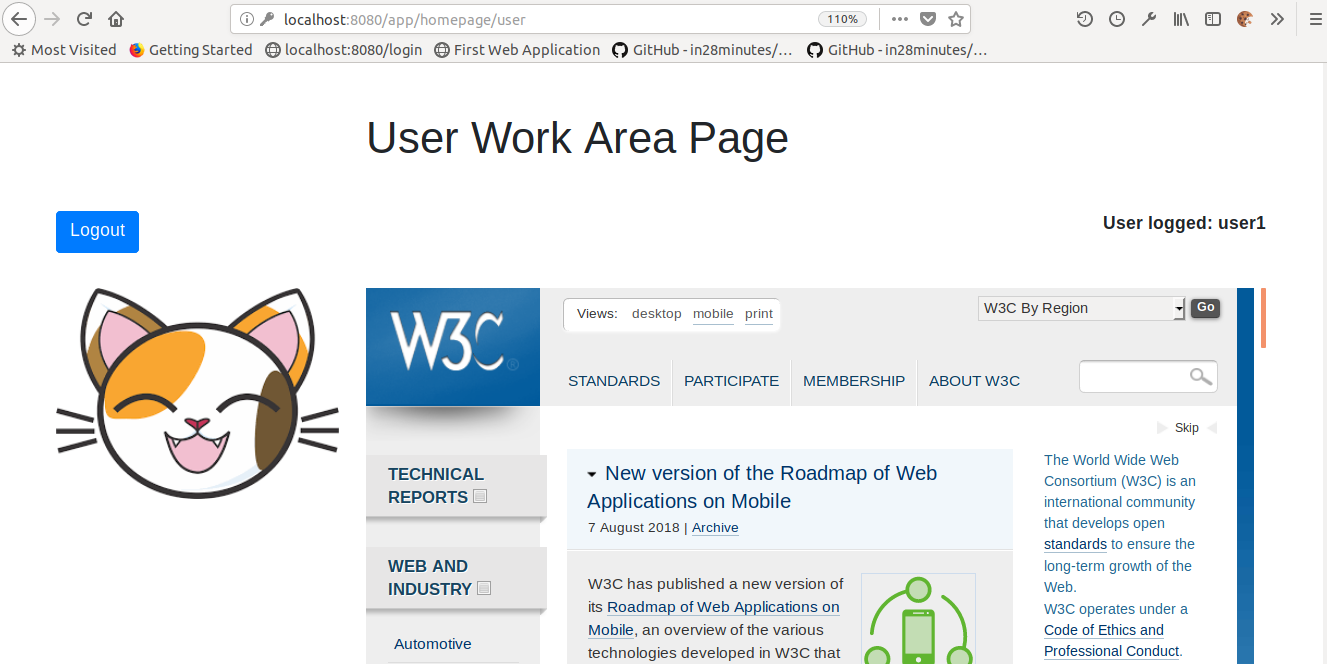 localhost:8080/app/homepage/user
110%
Most Visited
Getting Started
localhost:8080/login
First Web Application
GitHub - in28minutes/…
GitHub - in28minutes/…
User Work Area Page
Logout
User logged: user1
W3C®
Views: desktop mobile print
W3C By Region
Go
STANDARDS
PARTICIPATE
MEMBERSHIP
ABOUT W3C
Skip
TECHNICAL
REPORTS
WEB AND
INDUSTRY
Automotive
New version of the Roadmap of Web
Applications on Mobile
7 August 2018 | Archive
W3C has published a new version of
its Roadmap of Web Applications on
Mobile, an overview of the various
technologies developed in W3C that
The World Wide Web
Consortium (W3C) is an
international community
that develops open
standards to ensure the
long-term growth of the
Web.
W3C operates under a
Code of Ethics and
Professional Conduct.